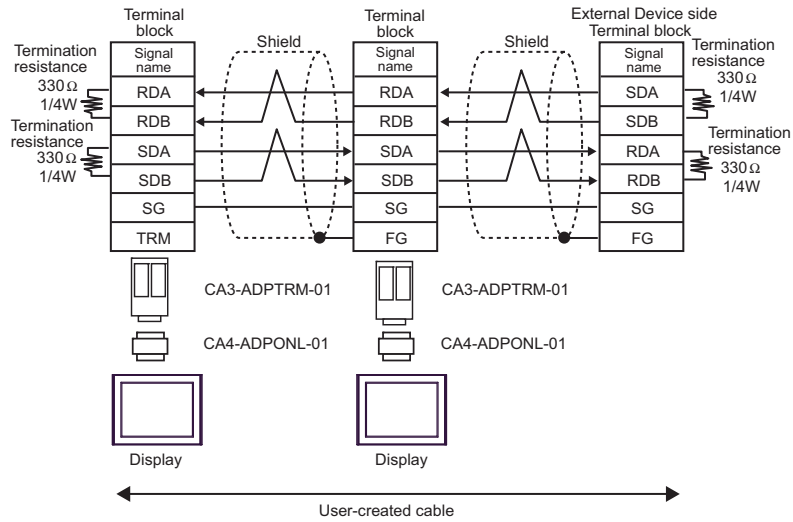 Terminal
block
Terminal
block
External Device side
Terminal block
Shield
Shield
Termination
resistance
330Ω
1/4W
Termination
resistance
330Ω
1/4W
Signal
name
RDA
RDB
SDA
SDB
SG
TRM
Signal
name
RDA
RDB
SDA
SDB
SG
FG
Signal
name
SDA
SDB
RDA
RDB
SG
FG
Termination
resistance
330Ω
1/4W
Termination
resistance
330Ω
1/4W
CA3-ADPTRM-01
CA3-ADPTRM-01
CA4-ADPONL-01
CA4-ADPONL-01
Display
Display
User-created cable